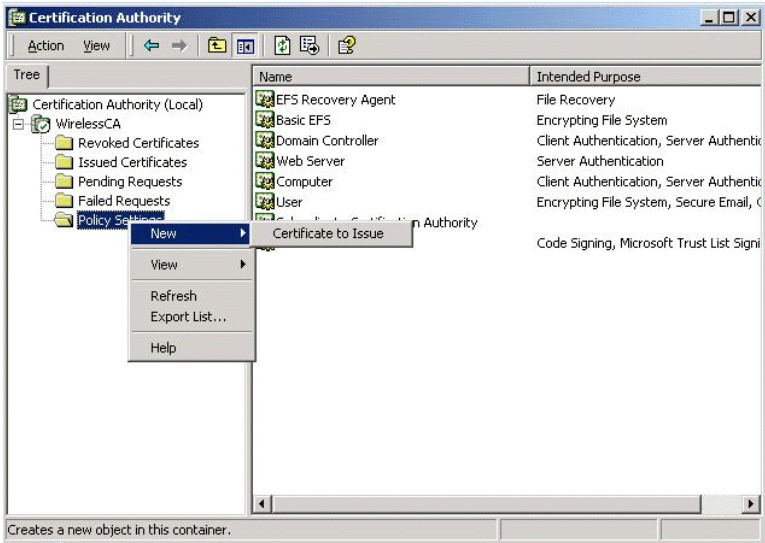 Certification Authority
Action View
Tree
Name Intended Purpose
Certification Authority (Local)
WirelessCA
Revoked Certificates
Issued Certificates
Pending Requests
Failed Requests
Policy Settings
EFS Recovery Agent File Recovery
Basic EFS Encrypting File System
Domain Controller Client Authentication, Server Authentic
Web Server Server Authentication
Computer Client Authentication, Server Authentic
User Encrypting File System, Secure Email, C
Subordinate Certification Authority
Code Signing, Microsoft Trust List Signi
New
Certificate to Issue
View
Refresh
Export List...
Help
Creates a new object in this container.